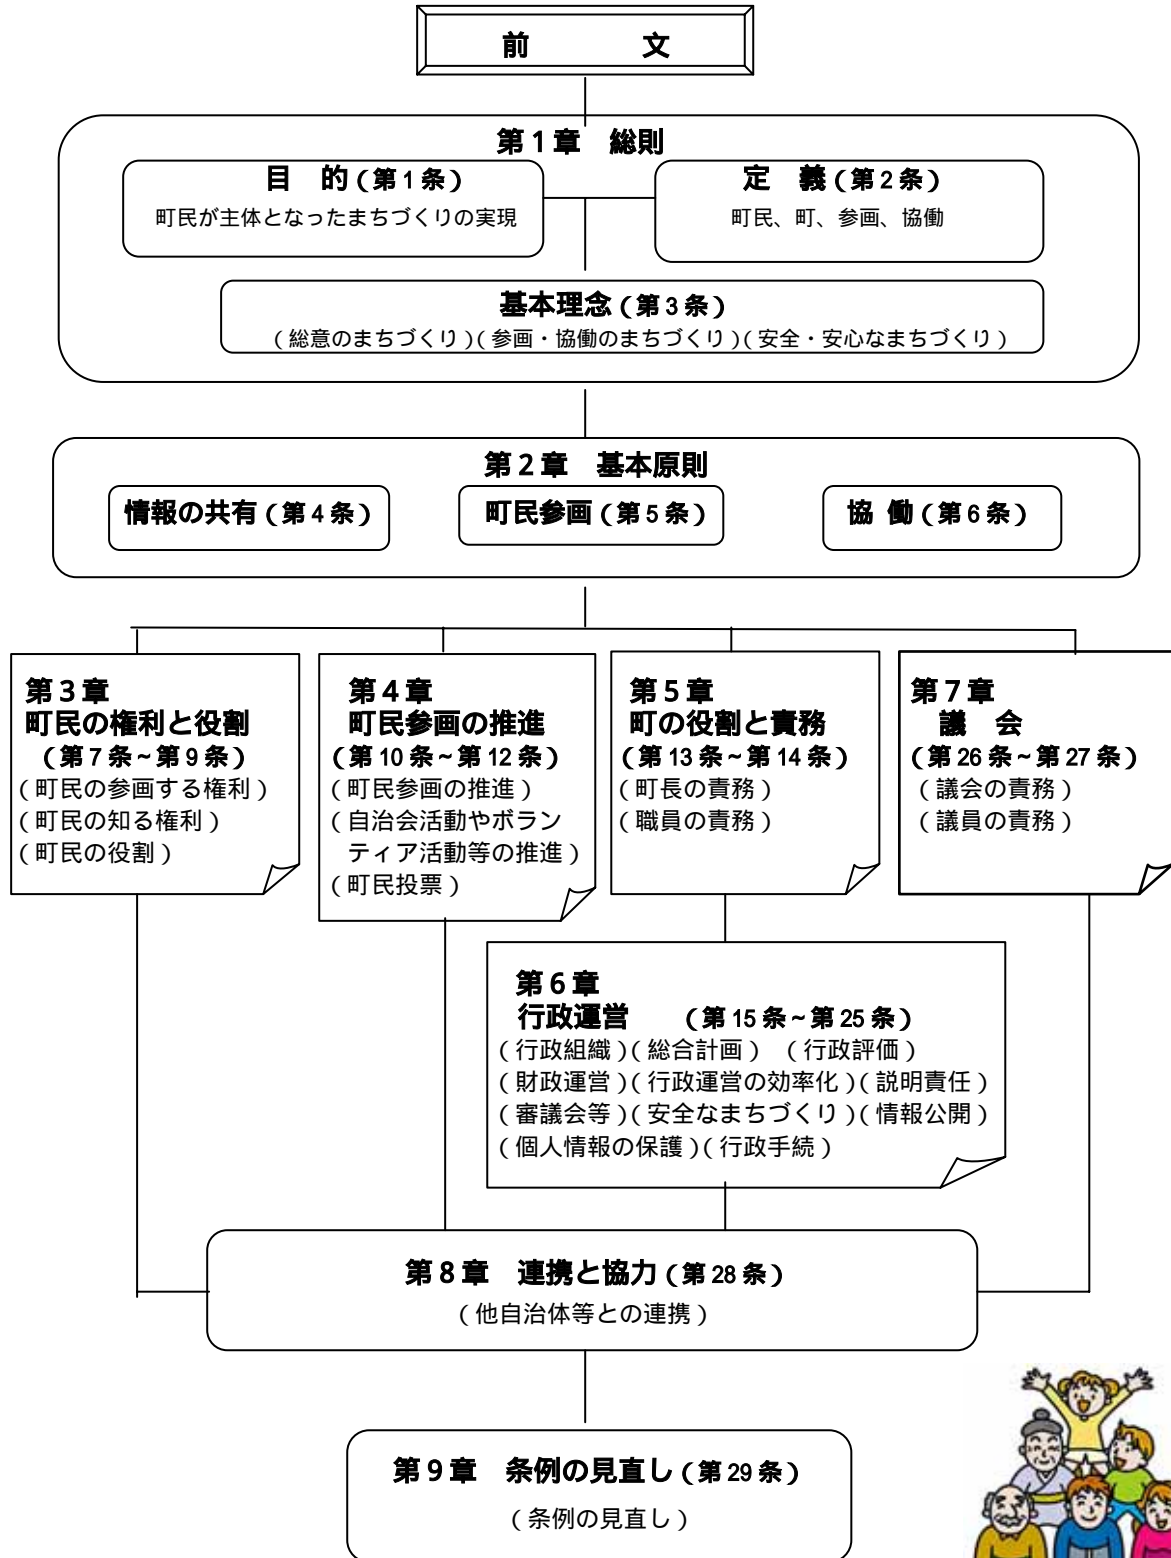 前　　　文
第1章　総則
目　的（第1条）
町民が主体となったまちづくりの実現
定　義（第2条）
町民、町、参画、協働
基本理念（第3条）
（総意のまちづくり）（参画・協働のまちづくり）（安全・安心なまちづくり）
第2章　基本原則
情報の共有（第4条）
町民参画（第5条）
協 働（第6条）
第3章
町民の権利と役割
（第7条～第9条）
（町民の参画する権利）
（町民の知る権利）
（町民の役割）
第4章
町民参画の推進
（第10条～第12条）
（町民参画の推進）
（自治会活動やボラン
ティア活動等の推進）
（町民投票）
第5章
町の役割と責務
（第13条～第14条）
（町長の責務）
（職員の責務）
第7章
議　会
（第26条～第27条）
（議会の責務）
（議員の責務）
第6章
行政運営　（第15条～第25条）
（行政組織）（総合計画）　（行政評価）
（財政運営）（行政運営の効率化）（説明責任）
（審議会等）（安全なまちづくり）（情報公開）
（個人情報の保護）（行政手続）
第8章　連携と協力（第28条）
（他自治体等との連携）
第9章　条例の見直し（第29条）
（条例の見直し）